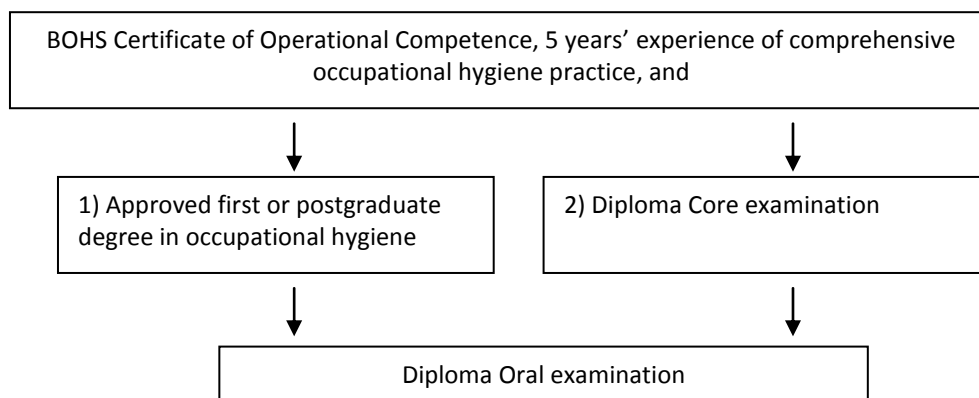 BOHS Certificate of Operational Competence, 5 years’ experience of comprehensive
occupational hygiene practice, and
1) Approved first or postgraduate
degree in occupational hygiene
2) Diploma Core examination
Diploma Oral examination